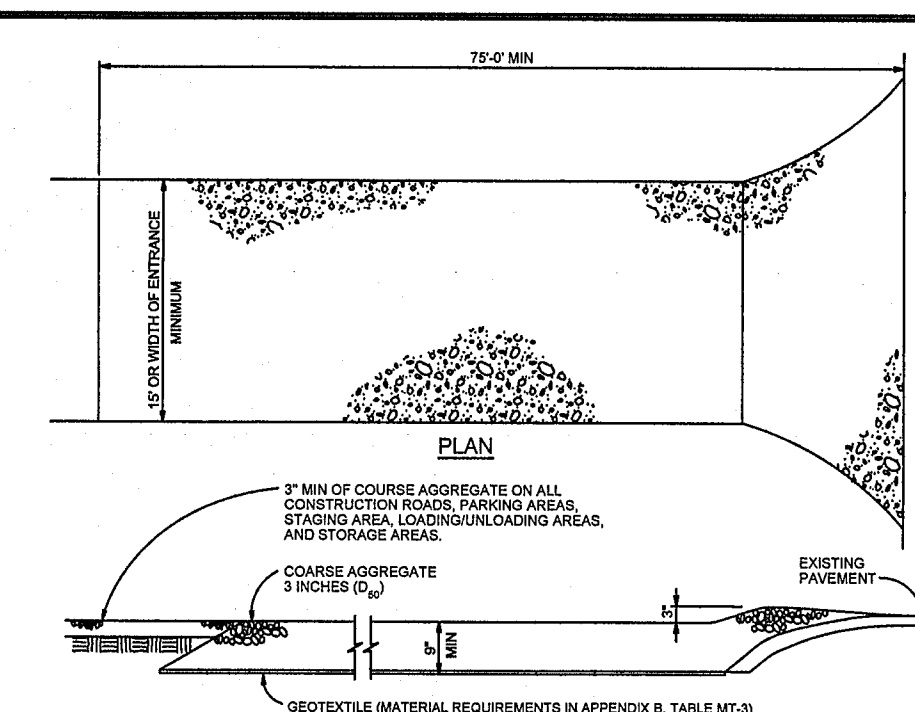 75'-0' MIN
15' OR WIDTH OF ENTRANCE
MINIMUM
PLAN
3" MIN OF COURSE AGGREGATE ON ALL
CONSTRUCTION ROADS, PARKING AREAS,
STAGING AREA, LOADING/UNLOADING AREAS,
AND STORAGE AREAS.
COARSE AGGREGATE
3 INCHES (D50)
EXISTING
PAVEMENT
3"
9"
MIN
GEOTEXTILE (MATERIAL REQUIREMENTS IN APPENDIX B, TABLE MT-3)